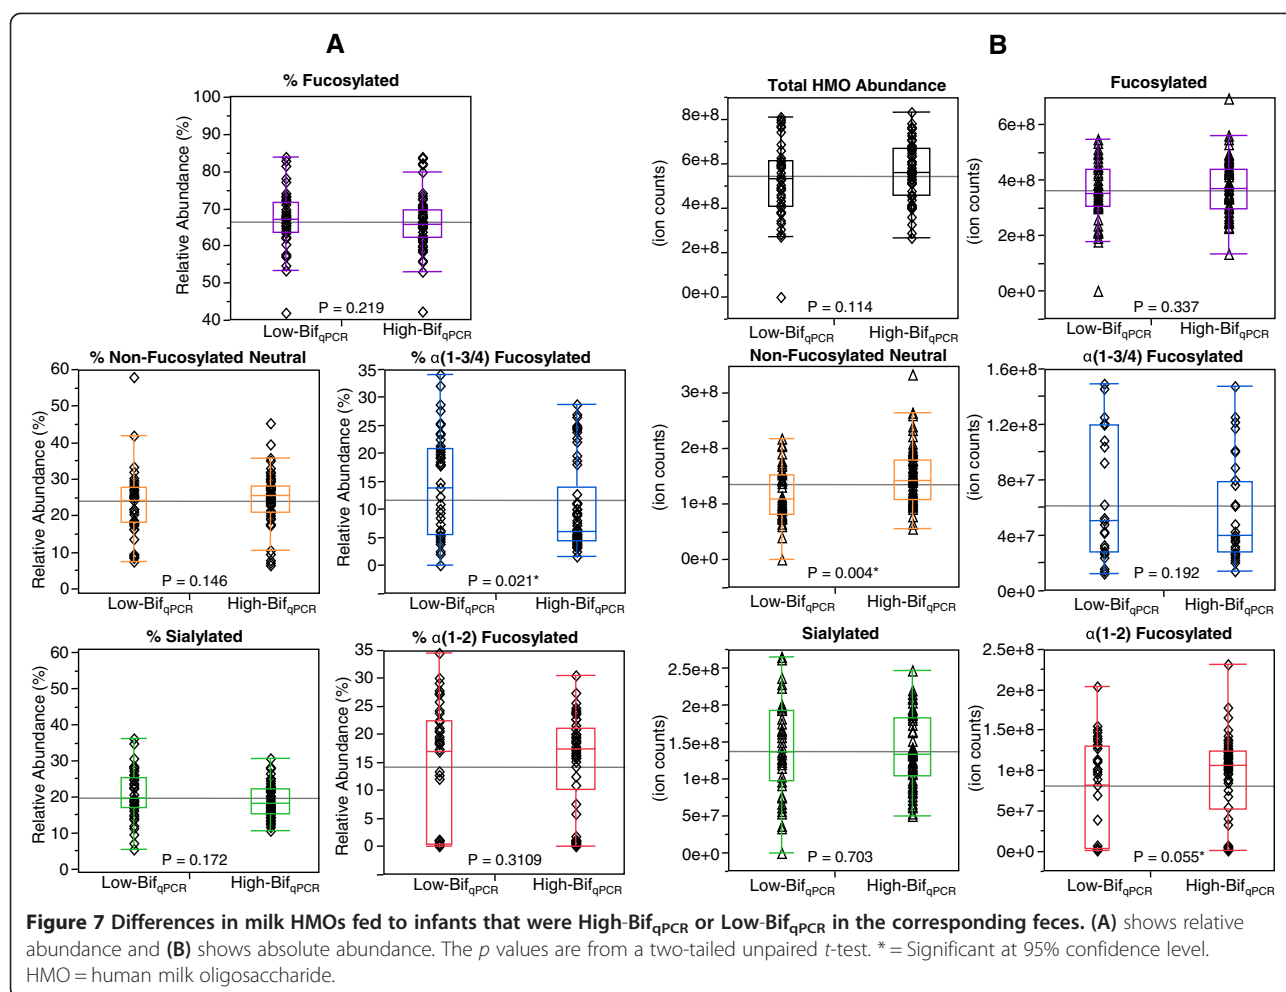 A
B
% Fucosylated
Relative Abundance (%)
100
90
80
70
60
50
40
P = 0.219
Low-BifqPCR
High-BifqPCR
Total HMO Abundance
(ion counts)
8e+8
6e+8
4e+8
2e+8
0e+0
P = 0.114
Low-BifqPCR
High-BifqPCR
Fucosylated
(ion counts)
6e+8
4e+8
2e+8
0e+0
P = 0.337
Low-BifqPCR
High-BifqPCR
% Non-Fucosylated Neutral
Relative Abundance (%)
60
50
40
30
20
10
0
P = 0.146
Low-BifqPCR
High-BifqPCR
% α(1-3/4) Fucosylated
Relative Abundance (%)
35
30
25
20
15
10
5
0
P = 0.021*
Low-BifqPCR
High-BifqPCR
Non-Fucosylated Neutral
(ion counts)
3e+8
2e+8
1e+8
0e+0
P = 0.004*
Low-BifqPCR
High-BifqPCR
α(1-3/4) Fucosylated
(ion counts)
1.6e+8
1.2e+8
8e+7
4e+7
0e+0
P = 0.192
Low-BifqPCR
High-BifqPCR
% Sialylated
Relative Abundance (%)
60
50
40
30
20
10
0
P = 0.172
Low-BifqPCR
High-BifqPCR
% α(1-2) Fucosylated
Relative Abundance (%)
35
30
25
20
15
10
5
0
P = 0.3109
Low-BifqPCR
High-BifqPCR
Sialylated
(ion counts)
2.5e+8
2e+8
1.5e+8
1e+8
5e+7
0e+0
P = 0.703
Low-BifqPCR
High-BifqPCR
α(1-2) Fucosylated
(ion counts)
2.5e+8
2e+8
1.5e+8
1e+8
5e+7
0e+0
P = 0.055*
Low-BifqPCR
High-BifqPCR
Figure 7 Differences in milk HMOs fed to infants that were High-BifqPCR or Low-BifqPCR in the corresponding feces. (A) shows relative
abundance and (B) shows absolute abundance. The p values are from a two-tailed unpaired t-test. * = Significant at 95% confidence level.
HMO = human milk oligosaccharide.